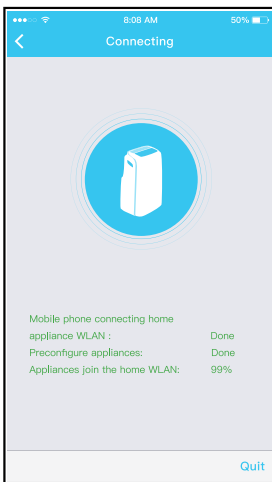 8:08 AM
50%
Connecting
Mobile phone connecting home
appliance WLAN : Done
Preconfigure appliances: Done
Appliances join the home WLAN: 99%
Quit